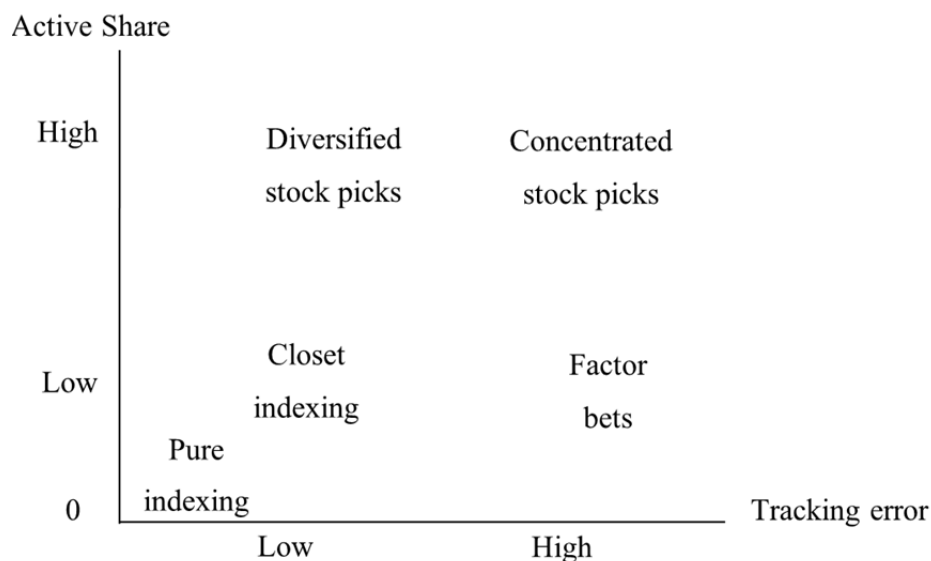 Active Share
High
Diversified
stock picks
Concentrated
stock picks
Low
Closet
indexing
Factor
bets
Pure
indexing
0
Tracking error
Low
High